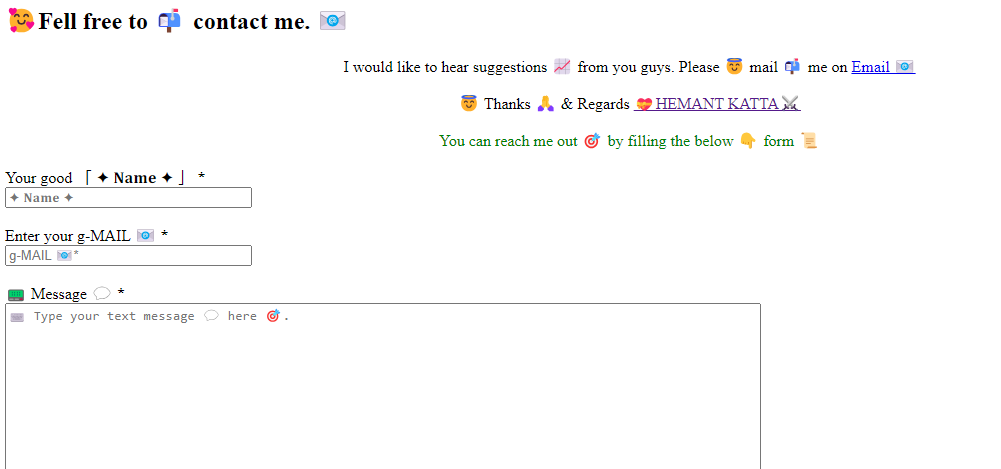 🥰Fell free to 📬 contact me. 📧
I would like to hear suggestions 📈 from you guys. Please 😇 mail 📬 me on Email 📧
😇 Thanks 🙏 & Regards 💝HEMANT KATTA⚔
You can reach me out 🎯 by filling the below 👇 form 📜
Your good 「 ✦ Name ✦ 」 *
✦ Name ✦
Enter your g-MAIL 📧 *
g-MAIL 📧*
📟 Message 💬 *
⌨ Type your text message 💬 here 🎯.